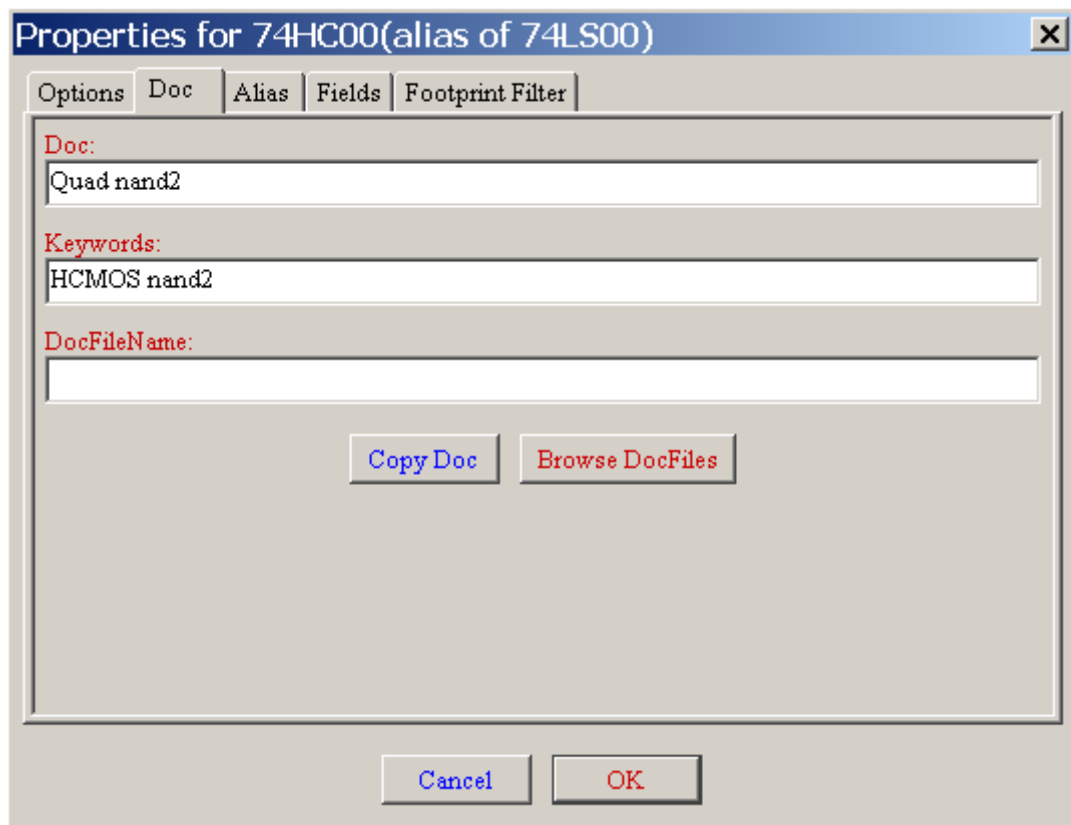 Properties for 74HC00(alias of 74LS00)
Options Doc Alias Fields Footprint Filter
Doc:
Quad nand2
Keywords:
HCMOS nand2
DocFileName:
Copy Doc Browse DocFiles
Cancel OK